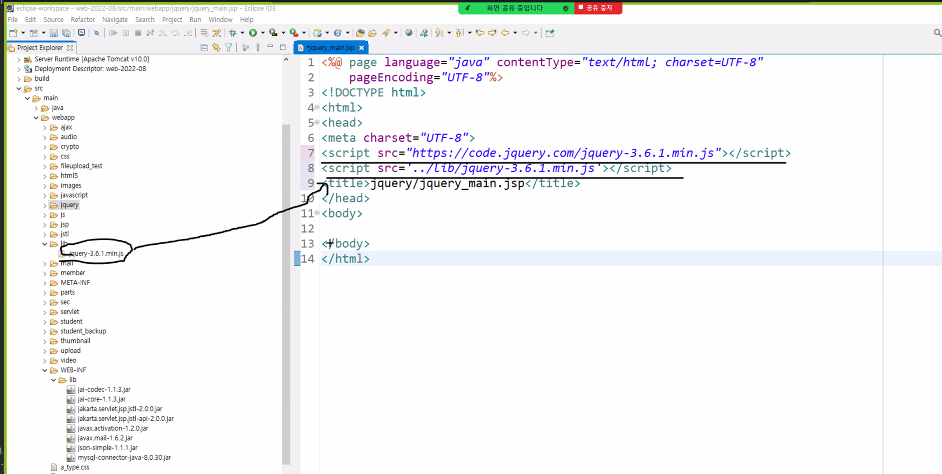 eclipse-workspace - web-2022-08/src/main/webapp/jquery/jquery_main.jsp - Eclipse IDE
화면 공유 중입니다
공유 중지
File Edit Source Refactor Navigate Search Project Run Window Help
Project Explorer
Server Runtime [Apache Tomcat v10.0]
Deployment Descriptor: web-2022-08
build
src
main
java
webapp
ajax
audio
crypto
css
fileupload_test
html5
images
javascript
jquery
js
jsp
jstl
lib
jquery-3.6.1.min.js
mail
member
META-INF
parts
sec
servlet
student
student_backup
thumbnail
upload
video
WEB-INF
lib
jai-codec-1.1.3.jar
jai-core-1.1.3.jar
jakarta.servlet.jsp.jstl-2.0.0.jar
jakarta.servlet.jsp.jstl-api-2.0.0.jar
javax.activation-1.2.0.jar
javax.mail-1.6.2.jar
json-simple-1.1.1.jar
mysql-connector-java-8.0.30.jar
a_type.css
*jquery_main.jsp
1 <%@ page language="java" contentType="text/html; charset=UTF-8"
2 pageEncoding="UTF-8"%>
3 <!DOCTYPE html>
4 <html>
5 <head>
6 <meta charset="UTF-8">
7 <script src="https://code.jquery.com/jquery-3.6.1.min.js"></script>
8 <script src='../lib/jquery-3.6.1.min.js'></script>
9 <title>jquery/jquery_main.jsp</title>
10 </head>
11 <body>
12
13 </body>
14 </html>